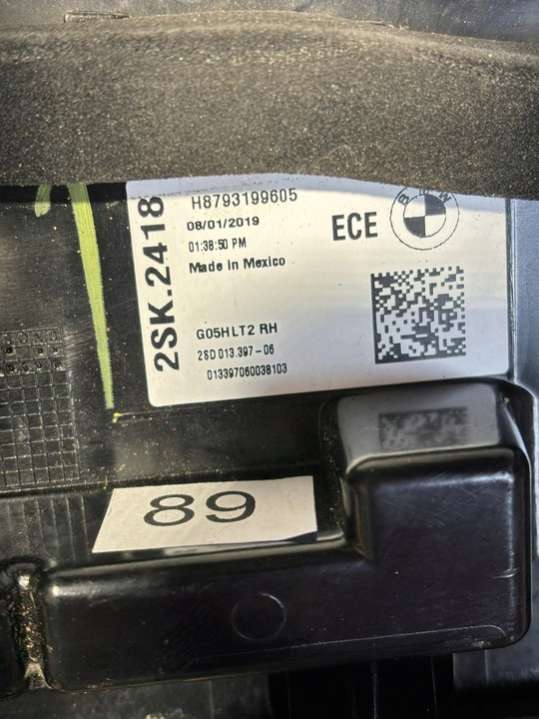 2SK.2418
H8793199605
08/01/2019
01:38:50 PM
Made in Mexico
ECE
BMW
G05HLT2 RH
2SD 013.397-06
013397060038103
89